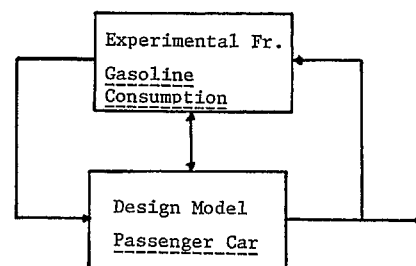 Experimental Fr.
Gasoline
Consumption
Design Model
Passenger Car